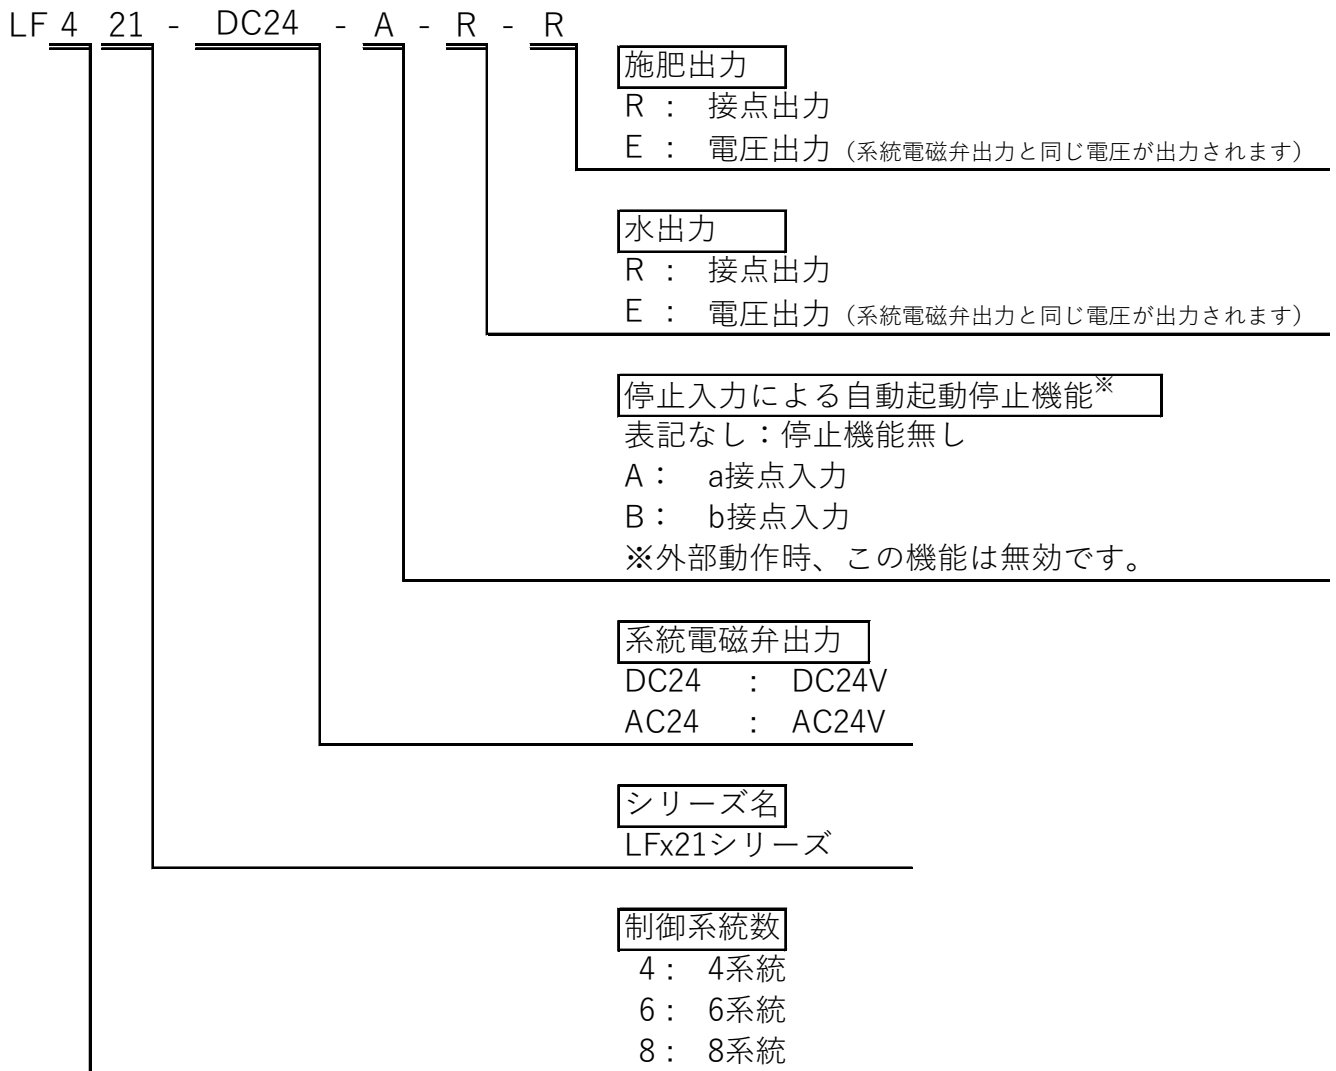 LF 4 21 - DC24 - A - R - R
施肥出力
R : 接点出力
E : 電圧出力（系統電磁弁出力と同じ電圧が出力されます）
水出力
R : 接点出力
E : 電圧出力（系統電磁弁出力と同じ電圧が出力されます）
停止入力による自動起動停止機能※
表記なし：停止機能無し
A： a接点入力
B： b接点入力
※外部動作時、この機能は無効です。
系統電磁弁出力
DC24 : DC24V
AC24 : AC24V
シリーズ名
LFx21シリーズ
制御系統数
4： 4系統
6： 6系統
8： 8系統